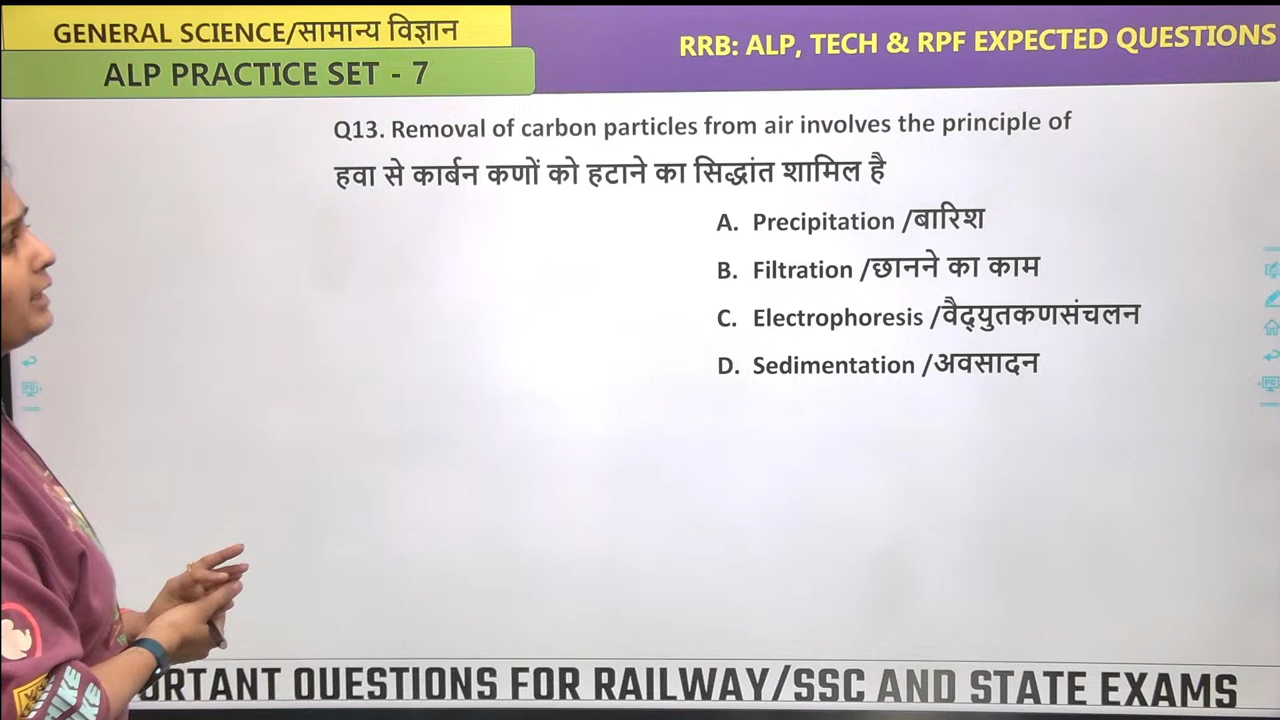 GENERAL SCIENCE/सामान्य विज्ञान
RRB: ALP, TECH & RPF EXPECTED QUESTIONS
ALP PRACTICE SET - 7
Q13. Removal of carbon particles from air involves the principle of
हवा से कार्बन कणों को हटाने का सिद्धांत शामिल है
A. Precipitation /बारिश
B. Filtration /छानने का काम
C. Electrophoresis /वैद्युतकणसंचलन
D. Sedimentation /अवसादन
QUESTIONS FOR RAILWAY/SSC AND STATE EXAMS